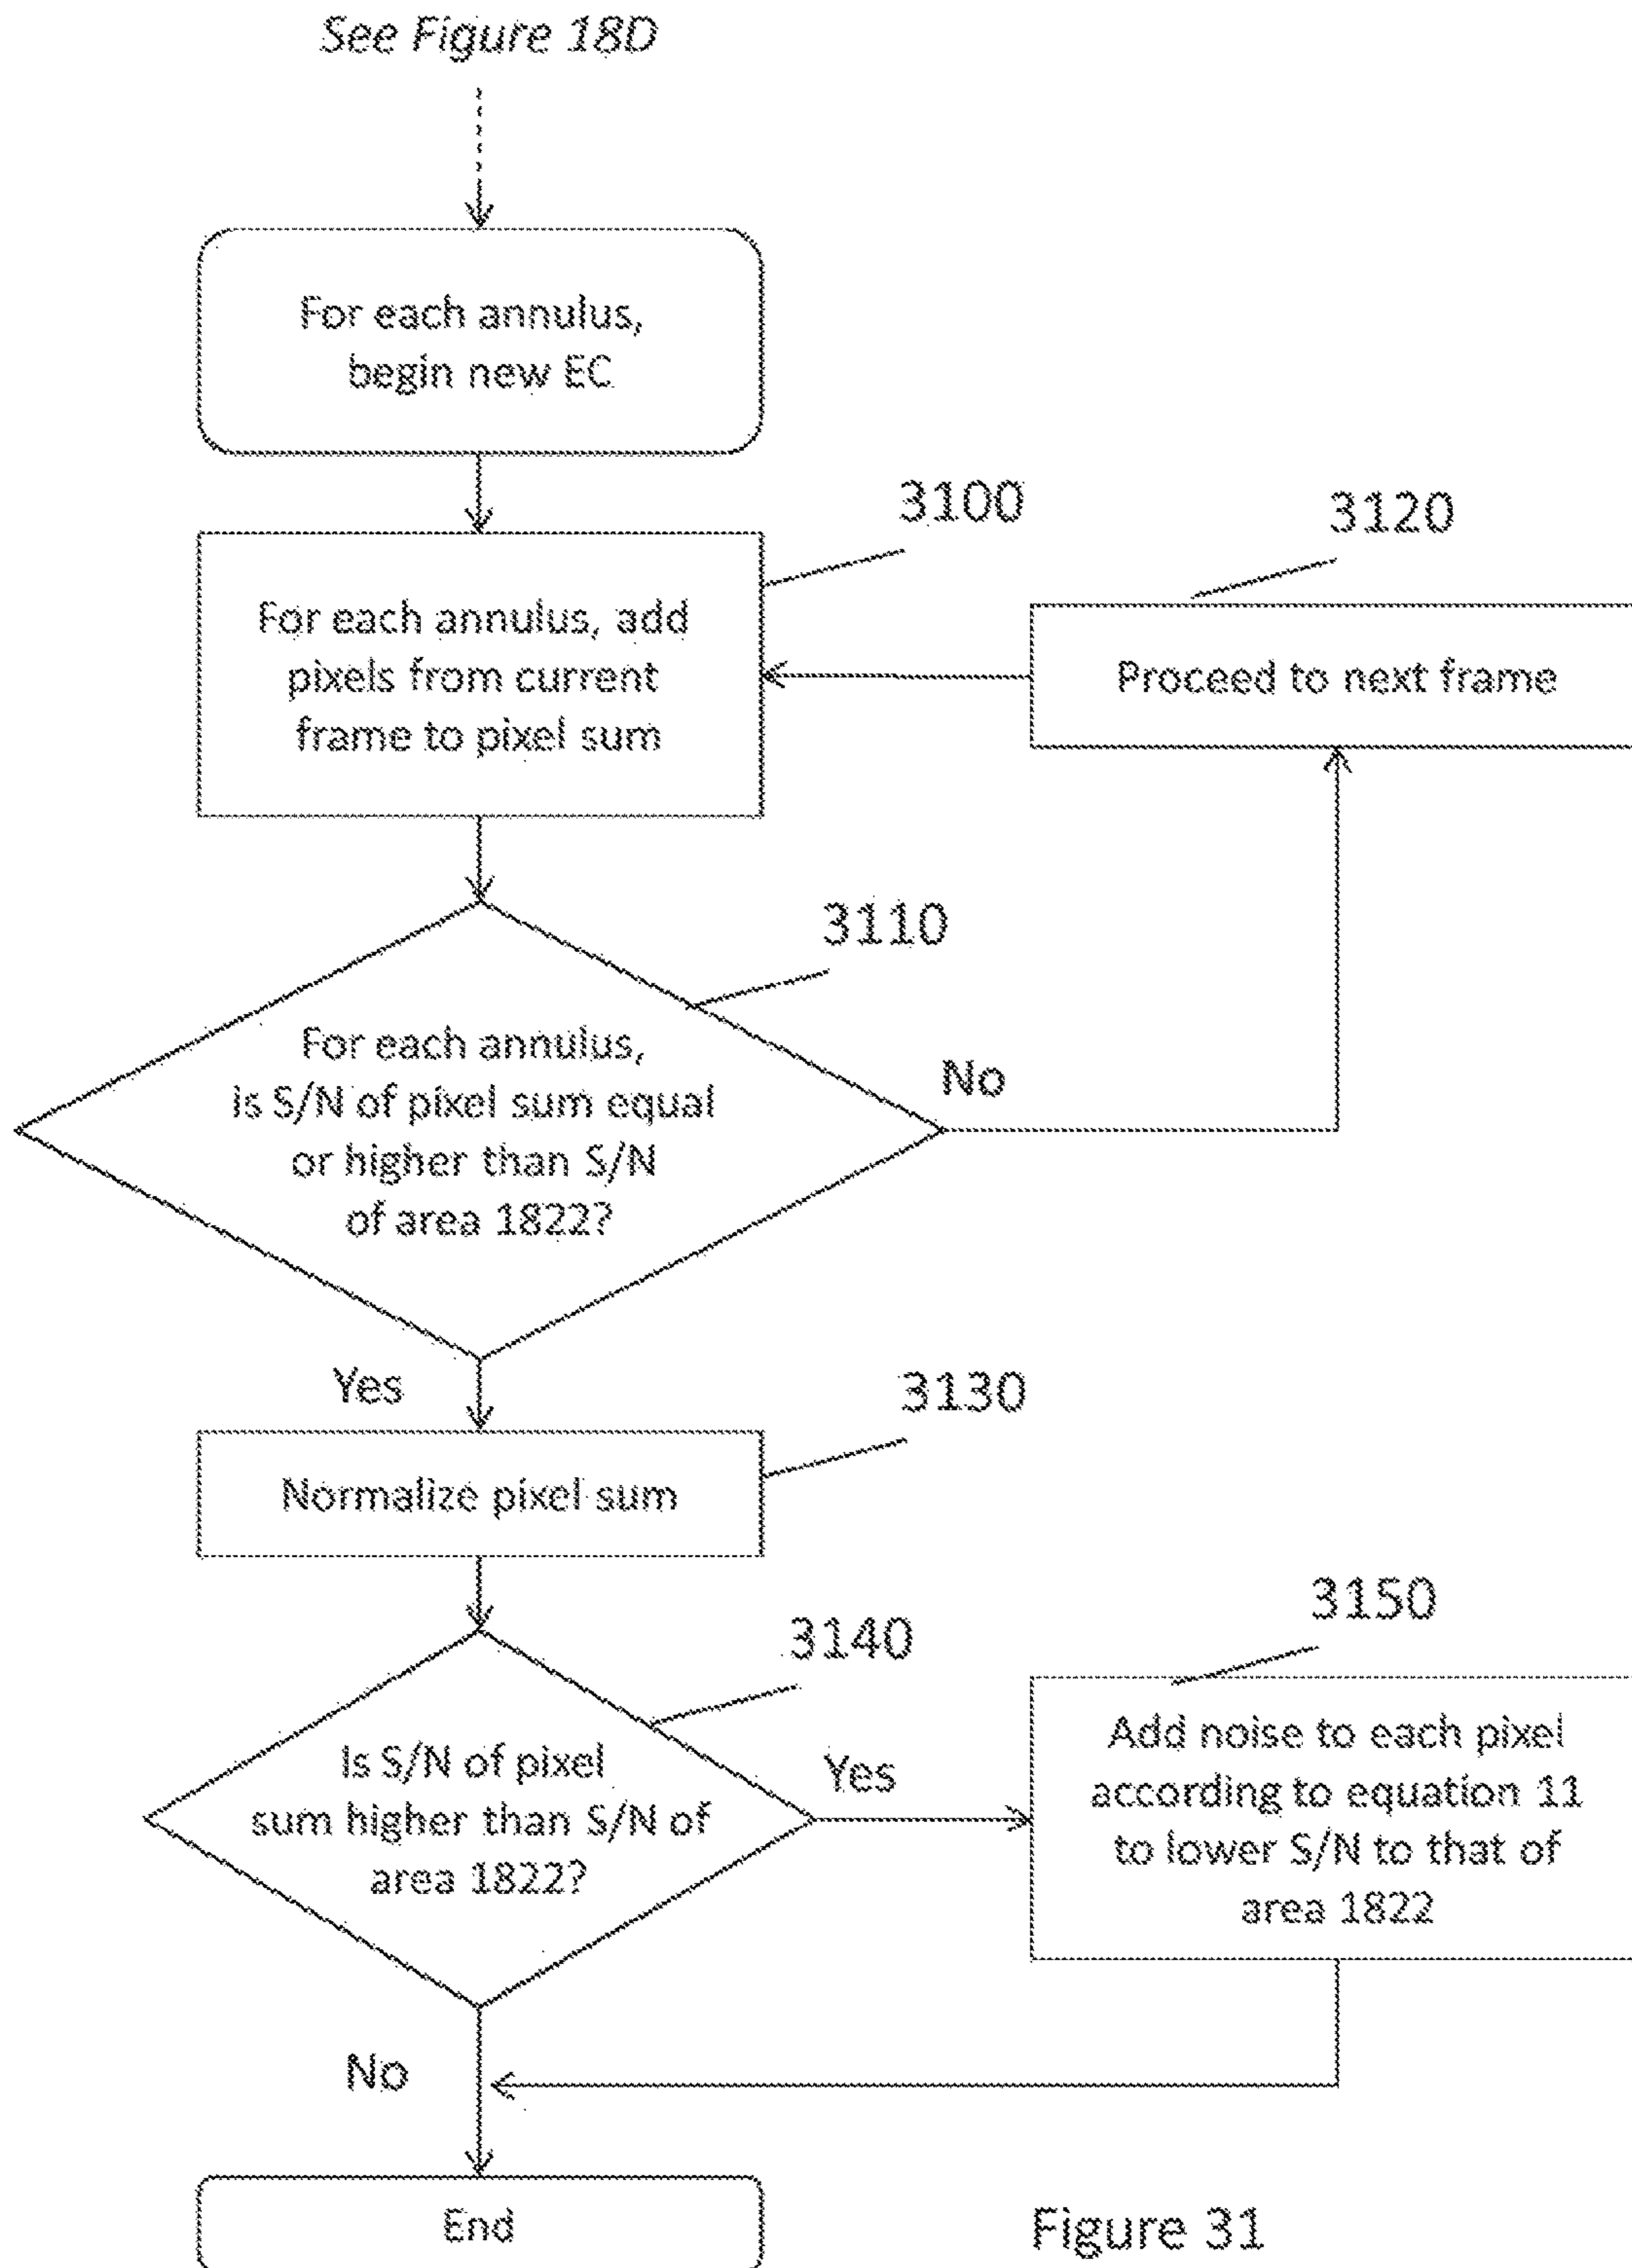 See Figure 18D
For each annulus,
begin new EC
3100
3120
For each annulus, add
pixels from current
frame to pixel sum
Proceed to next frame
3110
For each annulus,
is S/N of pixel sum equal
or higher than S/N
of area 1822?
No
Yes
3130
Normalize pixel sum
3140
3150
Is S/N of pixel
sum higher than S/N of
area 1822?
Yes
Add noise to each pixel
according to equation 11
to lower S/N to that of
area 1822
No
End
Figure 31